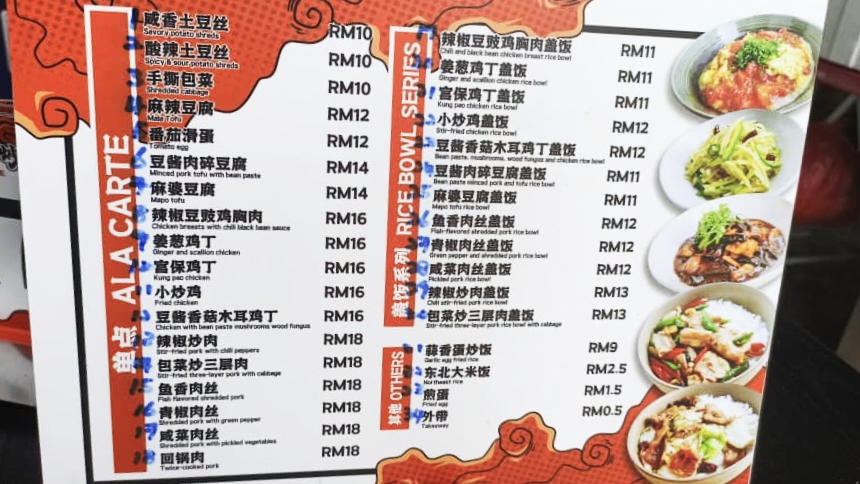 单点 ALA CARTE
1 咸香土豆丝 RM10
Savory potato shreds
2 酸辣土豆丝 RM10
Spicy & sour potato shreds
3 手撕包菜 RM10
Shredded cabbage
麻辣豆腐 RM12
Mala Tofu
番茄滑蛋 RM12
Tomato egg
豆酱肉碎豆腐 RM14
Minced pork tofu with bean paste
麻婆豆腐 RM14
Mapo tofu
辣椒豆豉鸡胸肉 RM16
Chicken breasts with chili black bean sauce
姜葱鸡丁 RM16
Ginger and scallion chicken
宫保鸡丁 RM16
Kung pao chicken
11 小炒鸡 RM16
Fried chicken
豆酱香菇木耳鸡丁 RM16
Chicken with bean paste mushrooms wood fungus
辣椒炒肉 RM18
Stir-fried pork with chili peppers
14 包菜炒三层肉 RM18
Stir-fried three-layer pork with cabbage
15 鱼香肉丝 RM18
Fish flavored shredded pork
16 青椒肉丝 RM18
Shredded pork with green pepper
17 咸菜肉丝 RM18
Shredded pork with pickled vegetables
18 回锅肉 RM18
Twice-cooked pork
盖饭系列 RICE BOWL SERIES
辣椒豆豉鸡胸肉盖饭 RM11
Chili and black bean chicken breast rice bowl
姜葱鸡丁盖饭 RM11
Ginger and scallion chicken rice bowl
宫保鸡丁盖饭 RM11
Kung pao chicken rice bowl
小炒鸡盖饭 RM12
Stir-fried chicken rice bowl
豆酱香菇木耳鸡丁盖饭 RM12
Bean paste, mushrooms, wood fungus and chicken rice bowl
豆酱肉碎豆腐盖饭 RM11
Bean paste minced pork and tofu rice bowl
麻婆豆腐盖饭 RM11
Mapo tofu rice bowl
鱼香肉丝盖饭 RM12
Fish-flavored shredded pork rice bowl
青椒肉丝盖饭 RM12
Green pepper and shredded pork rice bowl
咸菜肉丝盖饭 RM12
Pickled pork rice bowl
辣椒炒肉盖饭 RM13
Chili stir-fried pork rice bowl
包菜炒三层肉盖饭 RM13
Stir-fried three-layer pork rice bowl with cabbage
其他 OTHERS
蒜香蛋炒饭 RM9
Garlic egg fried rice
东北大米饭 RM2.5
Northeast rice
煎蛋 RM1.5
Fried egg
外带 RM0.5
Takeaway